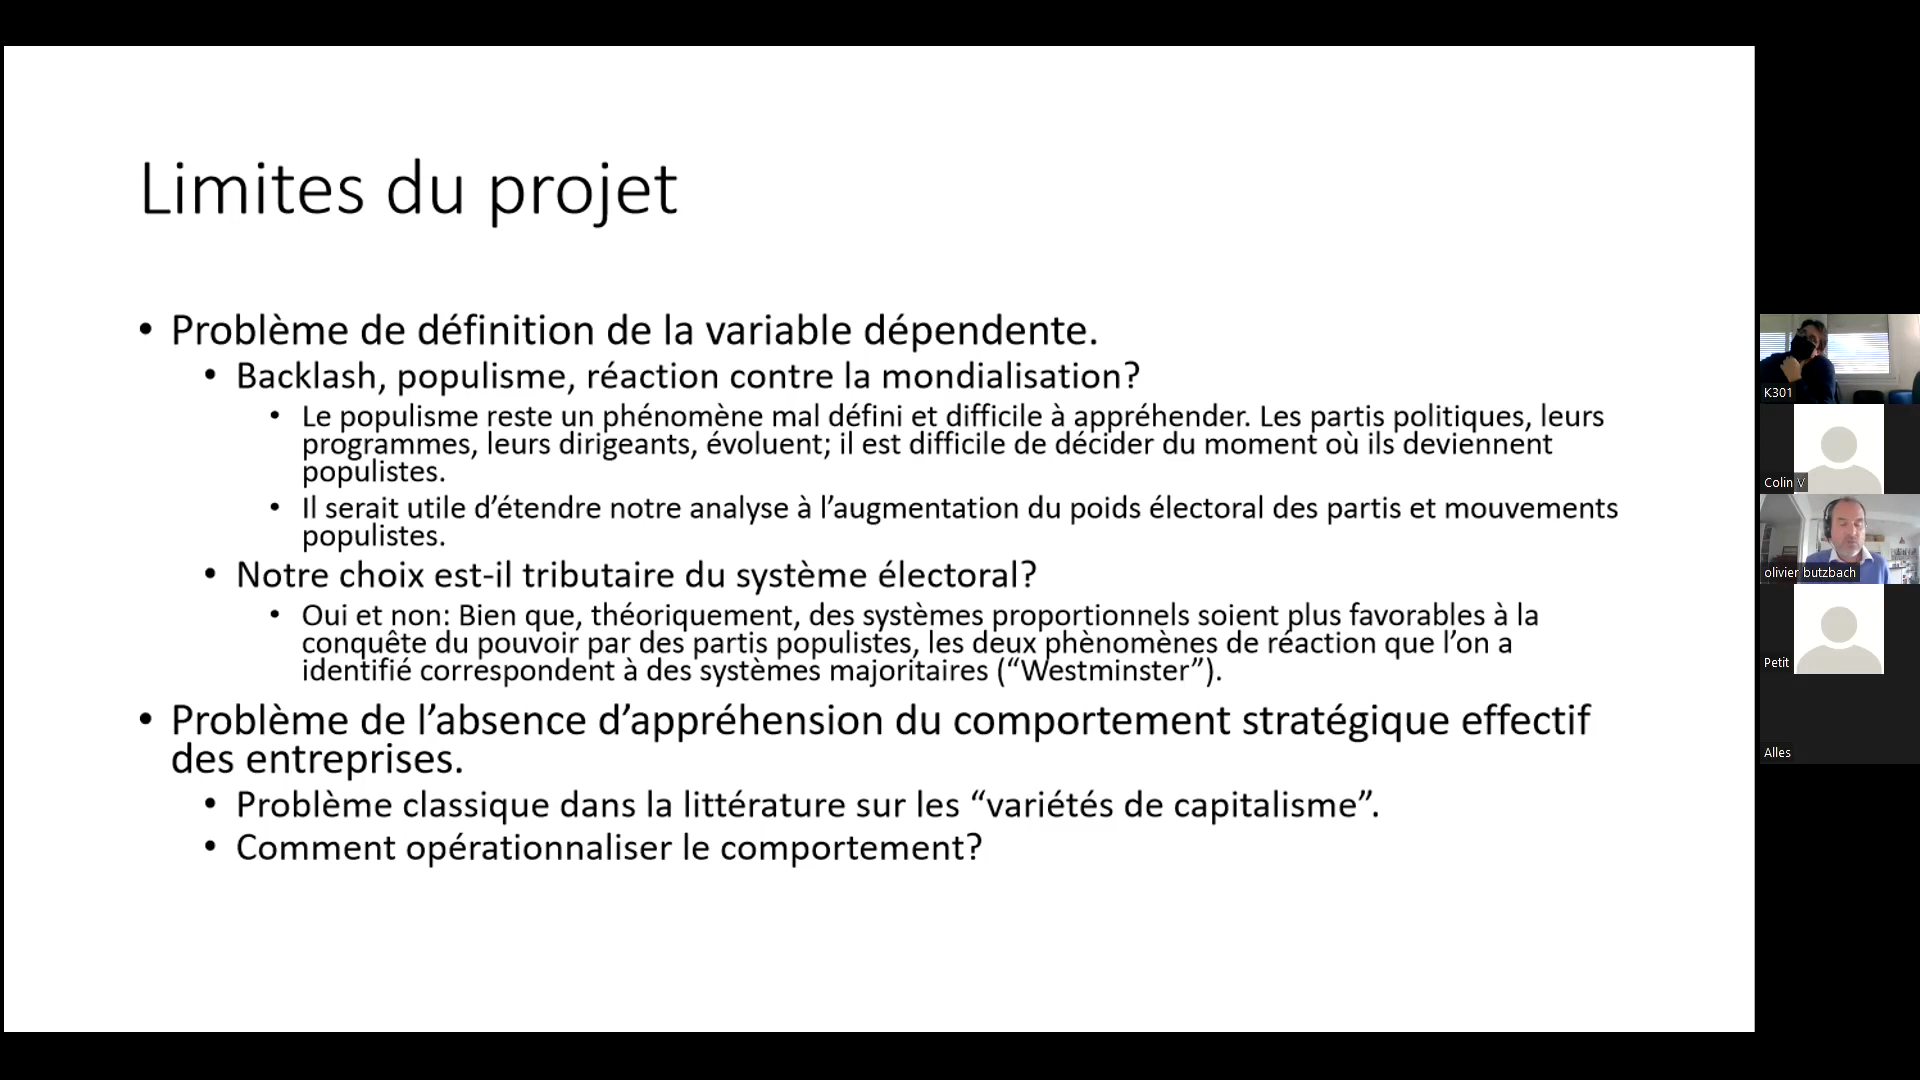 Limites du projet
• Problème de définition de la variable dépendente.
• Backlash, populisme, réaction contre la mondialisation?
• Le populisme reste un phénomène mal défini et difficile à appréhender. Les partis politiques, leurs
programmes, leurs dirigeants, évoluent; il est difficile de décider du moment où ils deviennent
populistes.
• Il serait utile d’étendre notre analyse à l’augmentation du poids électoral des partis et mouvements
populistes.
• Notre choix est-il tributaire du système électoral?
• Oui et non: Bien que, théoriquement, des systèmes proportionnels soient plus favorables à la
conquête du pouvoir par des partis populistes, les deux phènomènes de réaction que l’on a
identifié correspondent à des systèmes majoritaires (“Westminster”).
• Problème de l’absence d’appréhension du comportement stratégique effectif
des entreprises.
• Problème classique dans la littérature sur les “variétés de capitalisme”.
• Comment opérationnaliser le comportement?
K301
Colin V
olivier butzbach
Petit
Alles